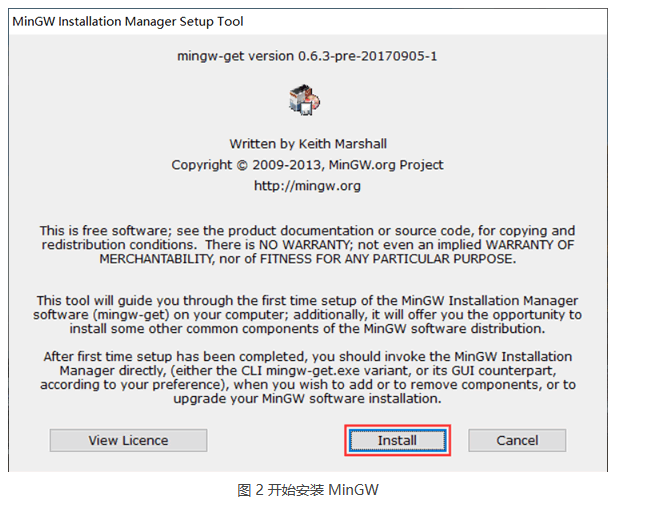 MinGW Installation Manager Setup Tool
mingw-get version 0.6.3-pre-20170905-1
Written by Keith Marshall
Copyright © 2009-2013, MinGW.org Project
http://mingw.org
This is free software; see the product documentation or source code, for copying and
redistribution conditions.  There is NO WARRANTY; not even an implied WARRANTY OF
MERCHANTABILITY, nor of FITNESS FOR ANY PARTICULAR PURPOSE.
This tool will guide you through the first time setup of the MinGW Installation Manager
software (mingw-get) on your computer; additionally, it will offer you the opportunity to
install some other common components of the MinGW software distribution.
After first time setup has been completed, you should invoke the MinGW Installation
Manager directly, (either the CLI mingw-get.exe variant, or its GUI counterpart,
according to your preference), when you wish to add or to remove components, or to
upgrade your MinGW software installation.
View Licence
Install
Cancel
图 2 开始安装 MinGW